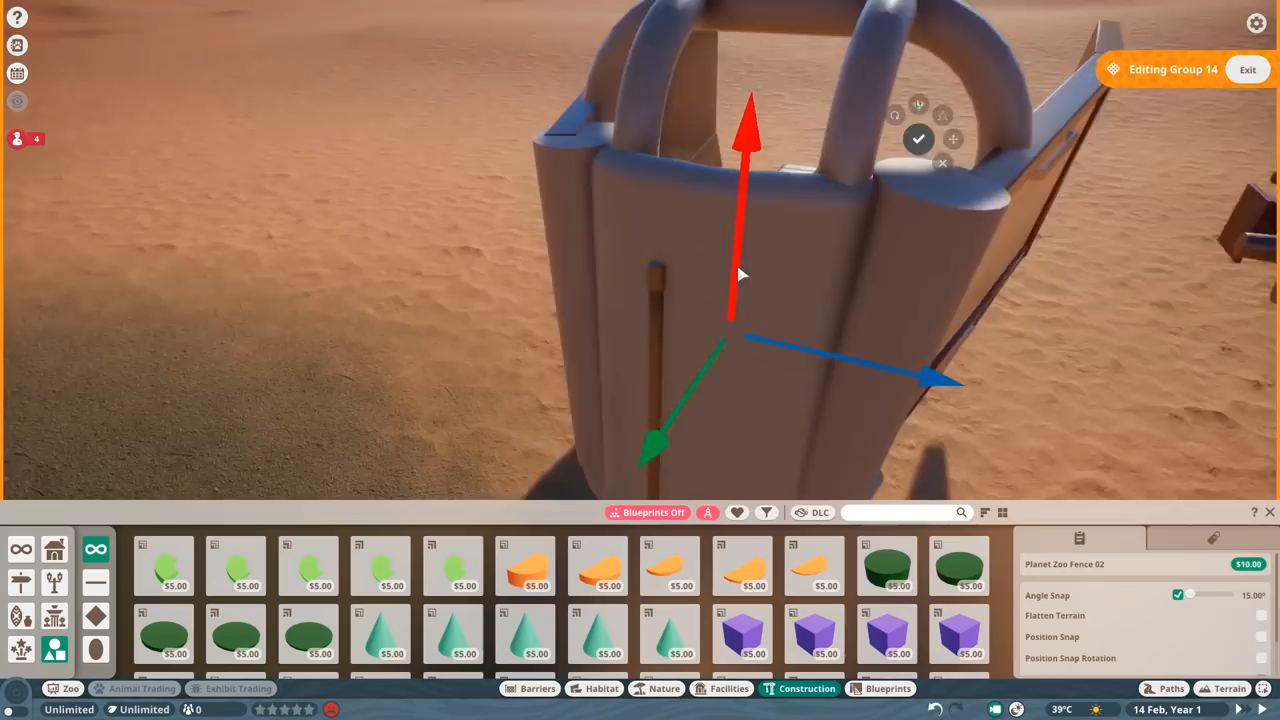 Editing Group 14
Exit
4
Blueprints Off
DLC
$5.00 $5.00 $5.00 $5.00 $5.00 $5.00 $5.00 $5.00 $5.00 $5.00 $5.00 $5.00
$5.00 $5.00 $5.00 $5.00 $5.00 $5.00 $5.00 $5.00 $5.00 $5.00 $5.00 $5.00
Planet Zoo Fence 02 $10.00
Angle Snap 15.00°
Flatten Terrain
Position Snap
Position Snap Rotation
Zoo Animal Trading Exhibit Trading Barriers Habitat Nature Facilities Construction Blueprints Paths Terrain
Unlimited Unlimited 0 39°C 14 Feb, Year 1